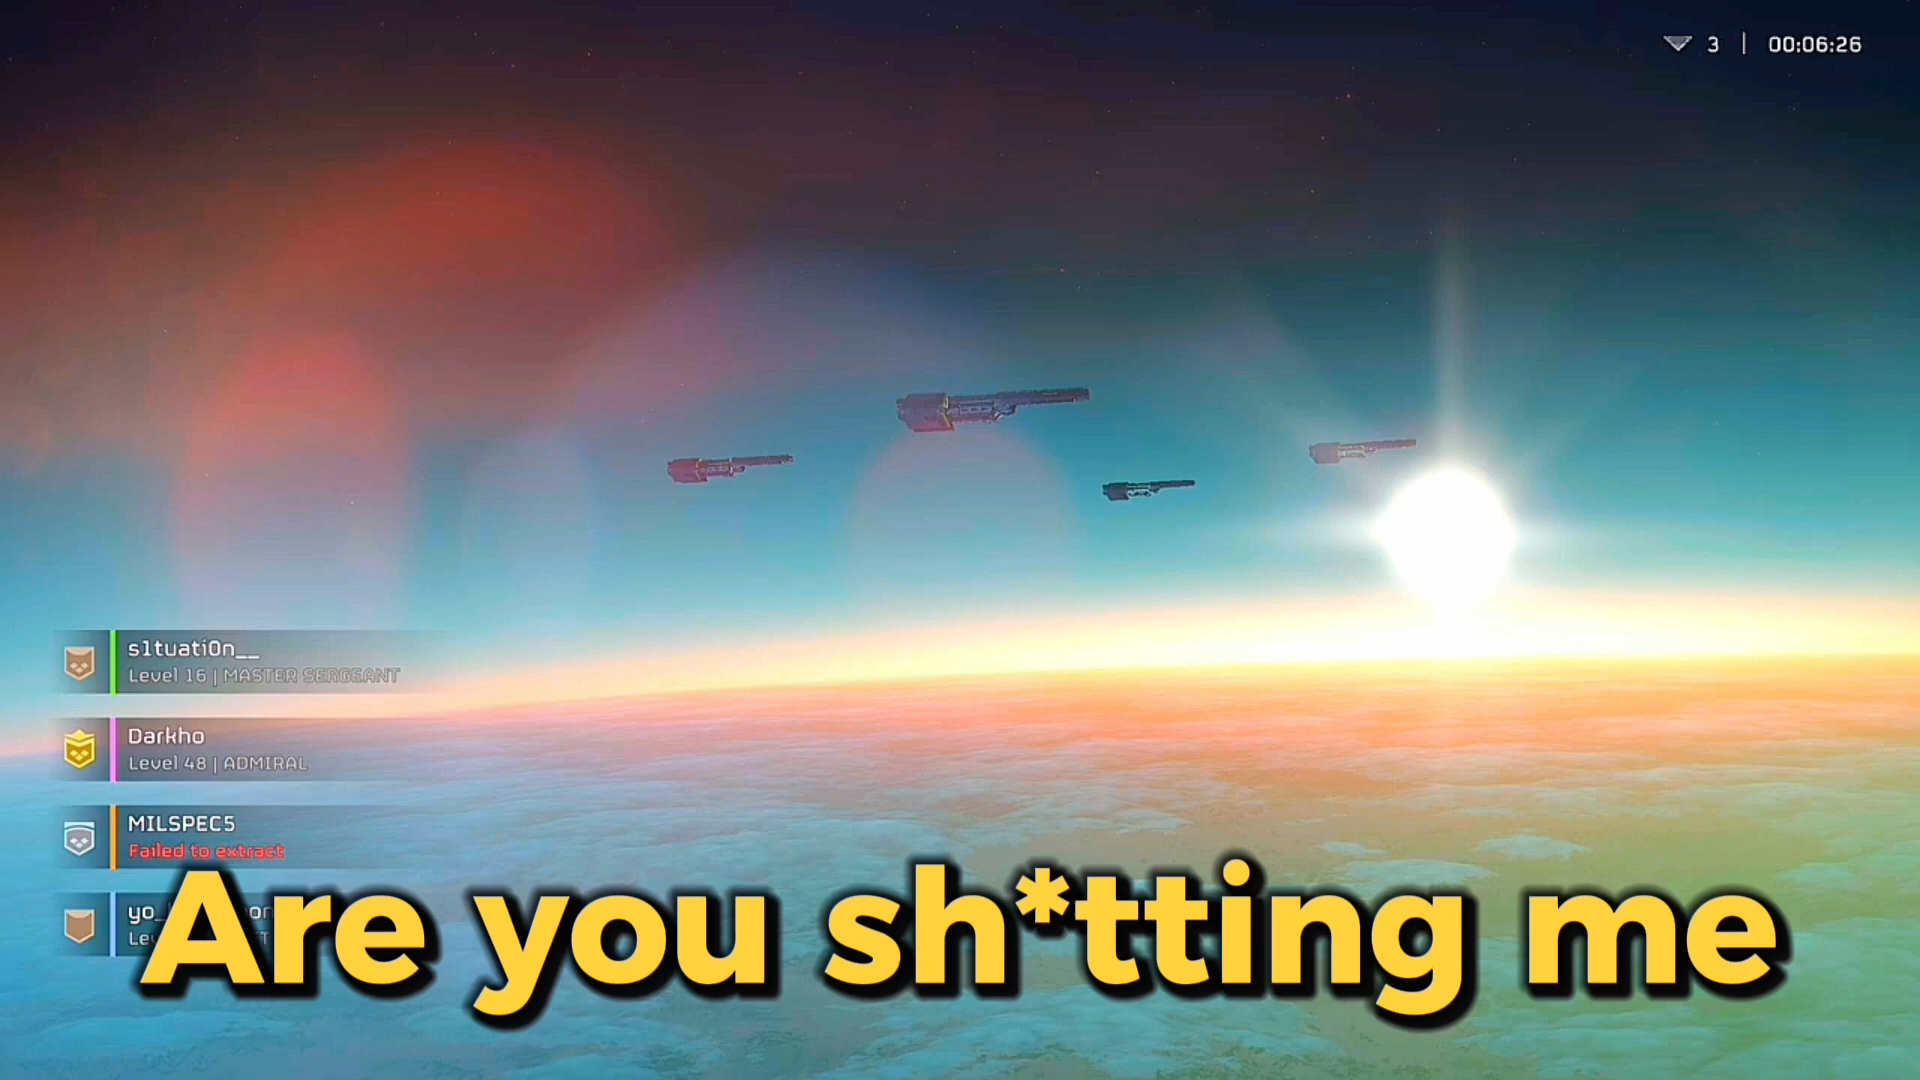 3 | 00:06:26
s1tuati0n__
Level 16 | MASTER SERGEANT
Darkho
Level 48 | ADMIRAL
MILSPEC5
Failed to extract
Are you sh*tting me